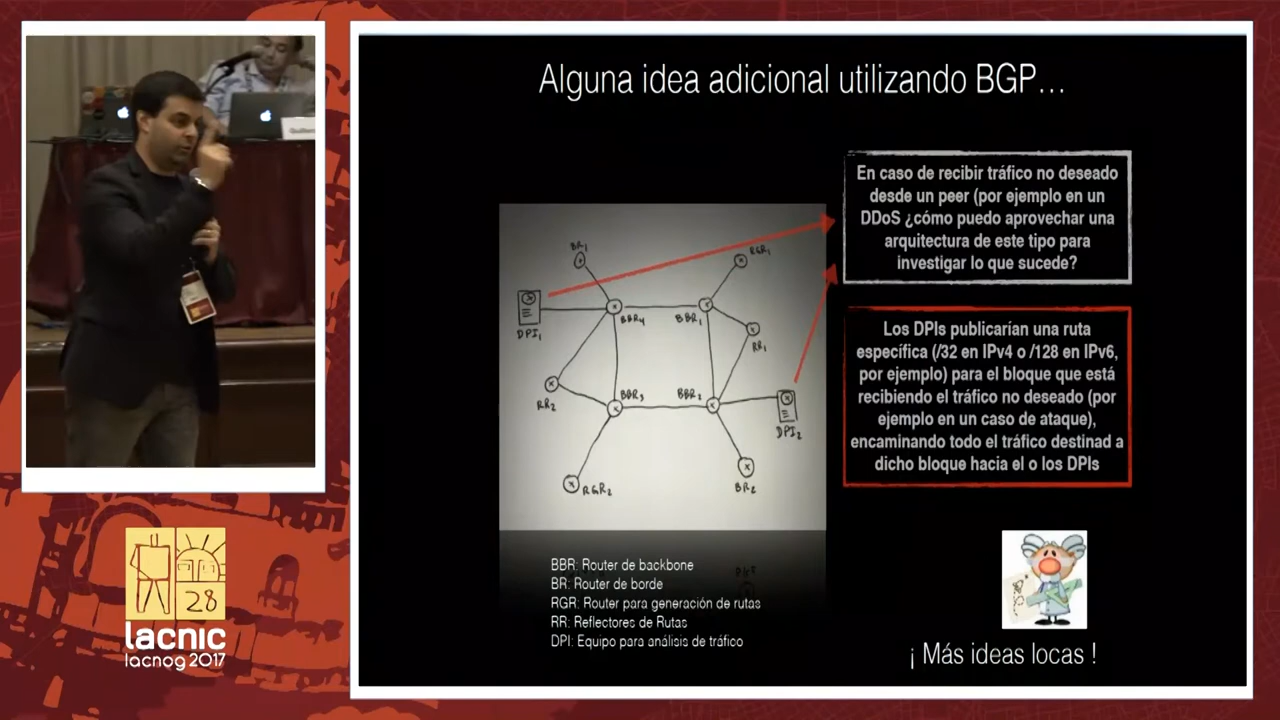 Alguna idea adicional utilizando BGP...
En caso de recibir tráfico no deseado
desde un peer (por ejemplo en un
DDoS ¿cómo puedo aprovechar una
arquitectura de este tipo para
investigar lo que sucede?
BR1
RGR1
DPI1
BBR4
BBR1
RR1
RR2
BBR3
BBR2
DPI2
RGR2
BR2
Los DPIs publicarían una ruta
específica (/32 en IPv4 o /128 en IPv6,
por ejemplo) para el bloque que está
recibiendo el tráfico no deseado (por
ejemplo en un caso de ataque),
encaminando todo el tráfico destinad a
dicho bloque hacia el o los DPIs
BBR: Router de backbone
BR: Router de borde
RGR: Router para generación de rutas
RR: Reflectores de Rutas
DPI: Equipo para análisis de tráfico
¡ Más ideas locas !
28
lacnic
lacnog 2017